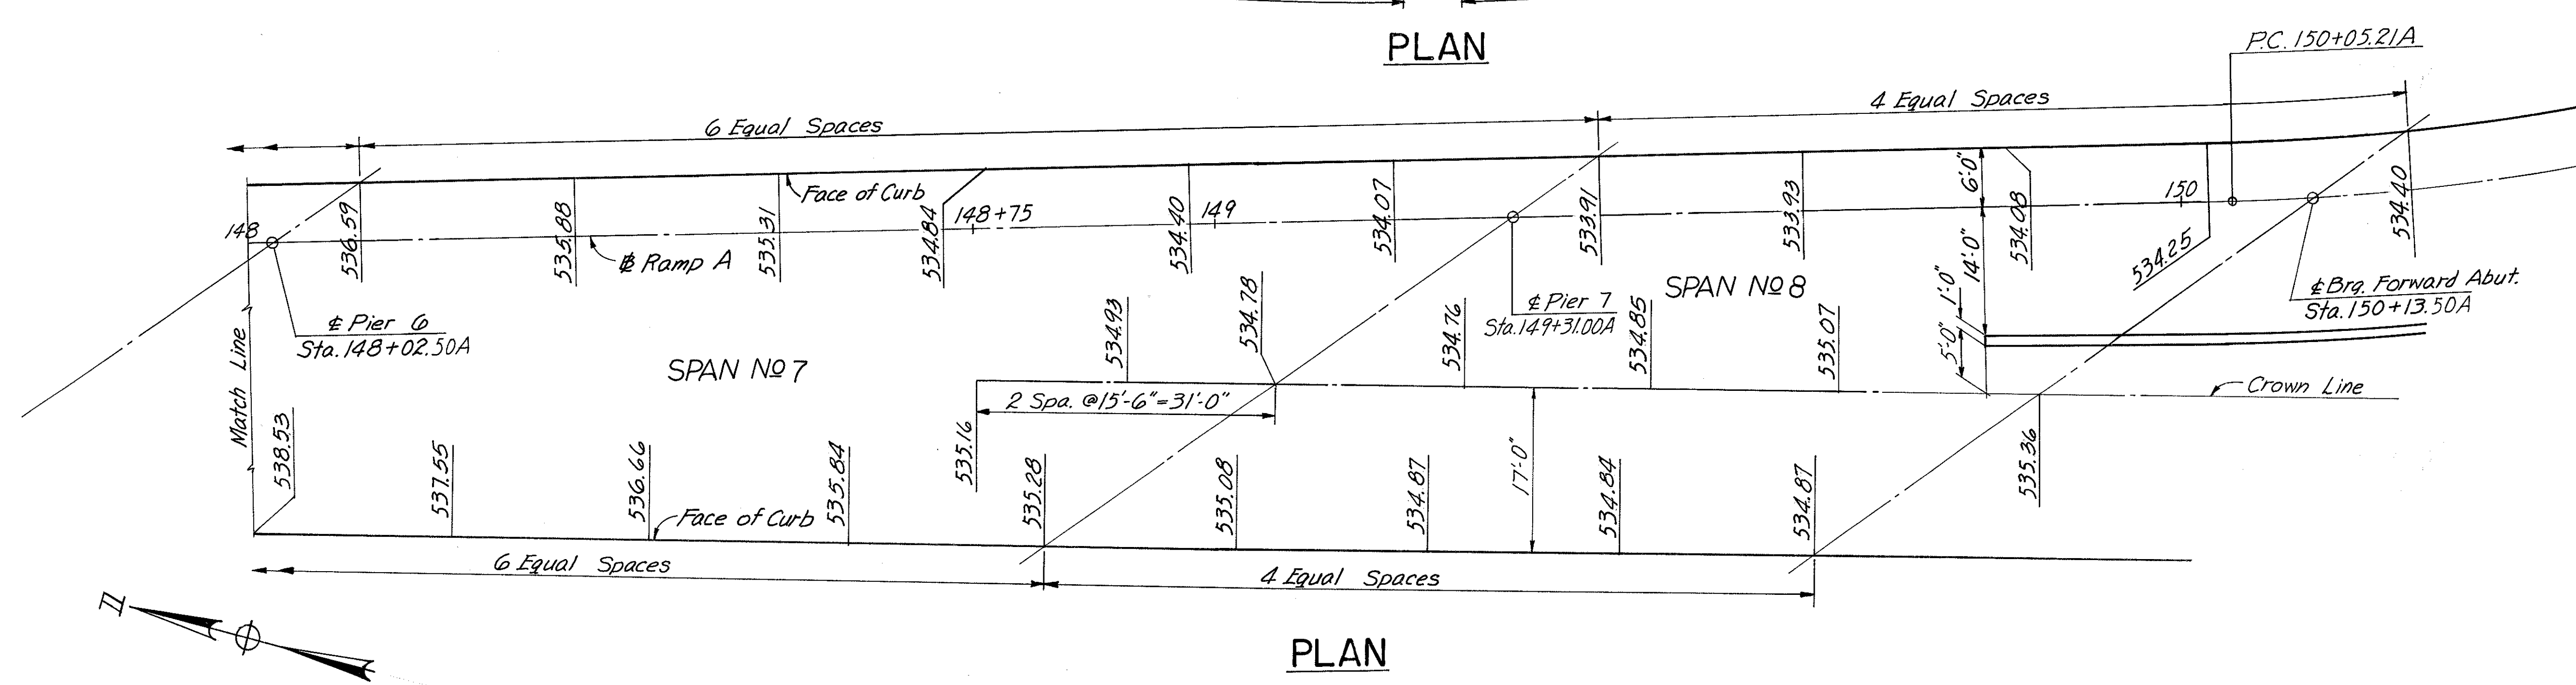 PLAN
P.C. 150+05.21A
6 Equal Spaces
4 Equal Spaces
Face of Curb
148
536.59
535.88
535.31
534.84
148+75
534.40
149
534.07
533.91
533.93
6'-0"
534.08
150
534.25
534.40
℄ Ramp A
14'-0"
SPAN Nº 8
℄ Pier 6
Sta. 148+02.50A
℄ Pier 7
Sta. 149+31.00A
℄ Brg. Forward Abut.
Sta. 150+13.50A
1'-0"
5'-0"
Match Line
SPAN Nº 7
534.93
534.78
534.76
534.85
535.07
2 Spa. @ 15'-6" = 31'-0"
Crown Line
538.53
537.55
536.66
535.84
535.16
535.28
535.08
534.87
17'-0"
534.84
534.87
535.36
Face of Curb
6 Equal Spaces
4 Equal Spaces
PLAN